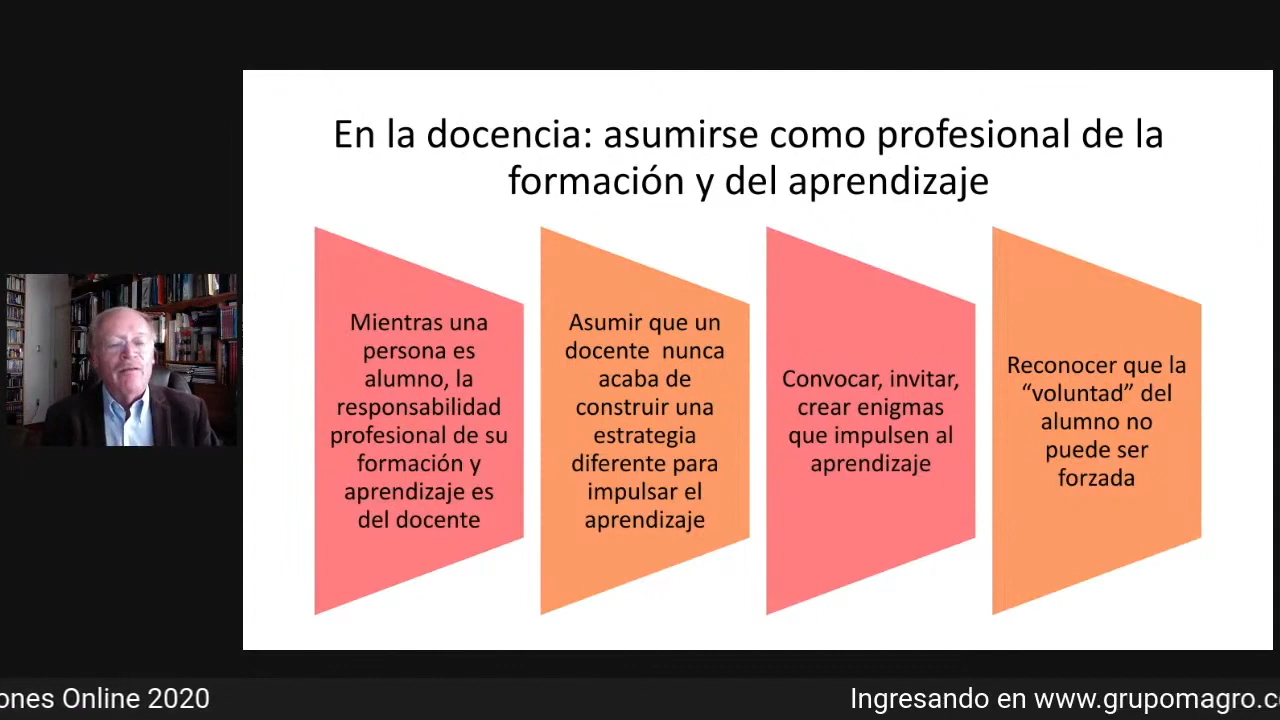 En la docencia: asumirse como profesional de la
formación y del aprendizaje
Mientras una
persona es
alumno, la
responsabilidad
profesional de su
formación y
aprendizaje es
del docente
Asumir que un
docente nunca
acaba de
construir una
estrategia
diferente para
impulsar el
aprendizaje
Convocar, invitar,
crear enigmas
que impulsen al
aprendizaje
Reconocer que la
“voluntad” del
alumno no
puede ser
forzada
ones Online 2020
Ingresando en www.grupomagro.c